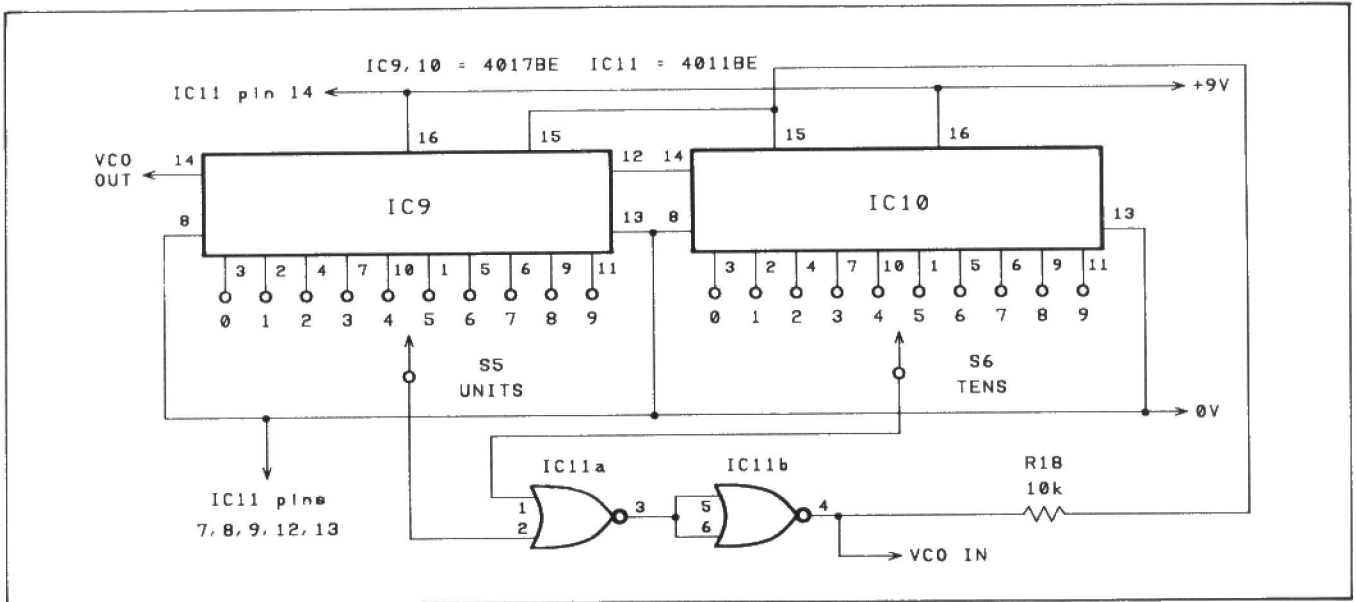 IC9, 10 = 4017BE IC11 = 4011BE
IC11 pin 14
+9V
16 15 15 16
VCO OUT
14 12 14
IC9 IC10
8 13 8 13
3 2 4 7 10 1 5 6 9 11
3 2 4 7 10 1 5 6 9 11
0 1 2 3 4 5 6 7 8 9
0 1 2 3 4 5 6 7 8 9
S5
UNITS
S6
TENS
0V
IC11a IC11b R18
10k
IC11 pins
7, 8, 9, 12, 13
1
2
3
5
6
4
VCO IN